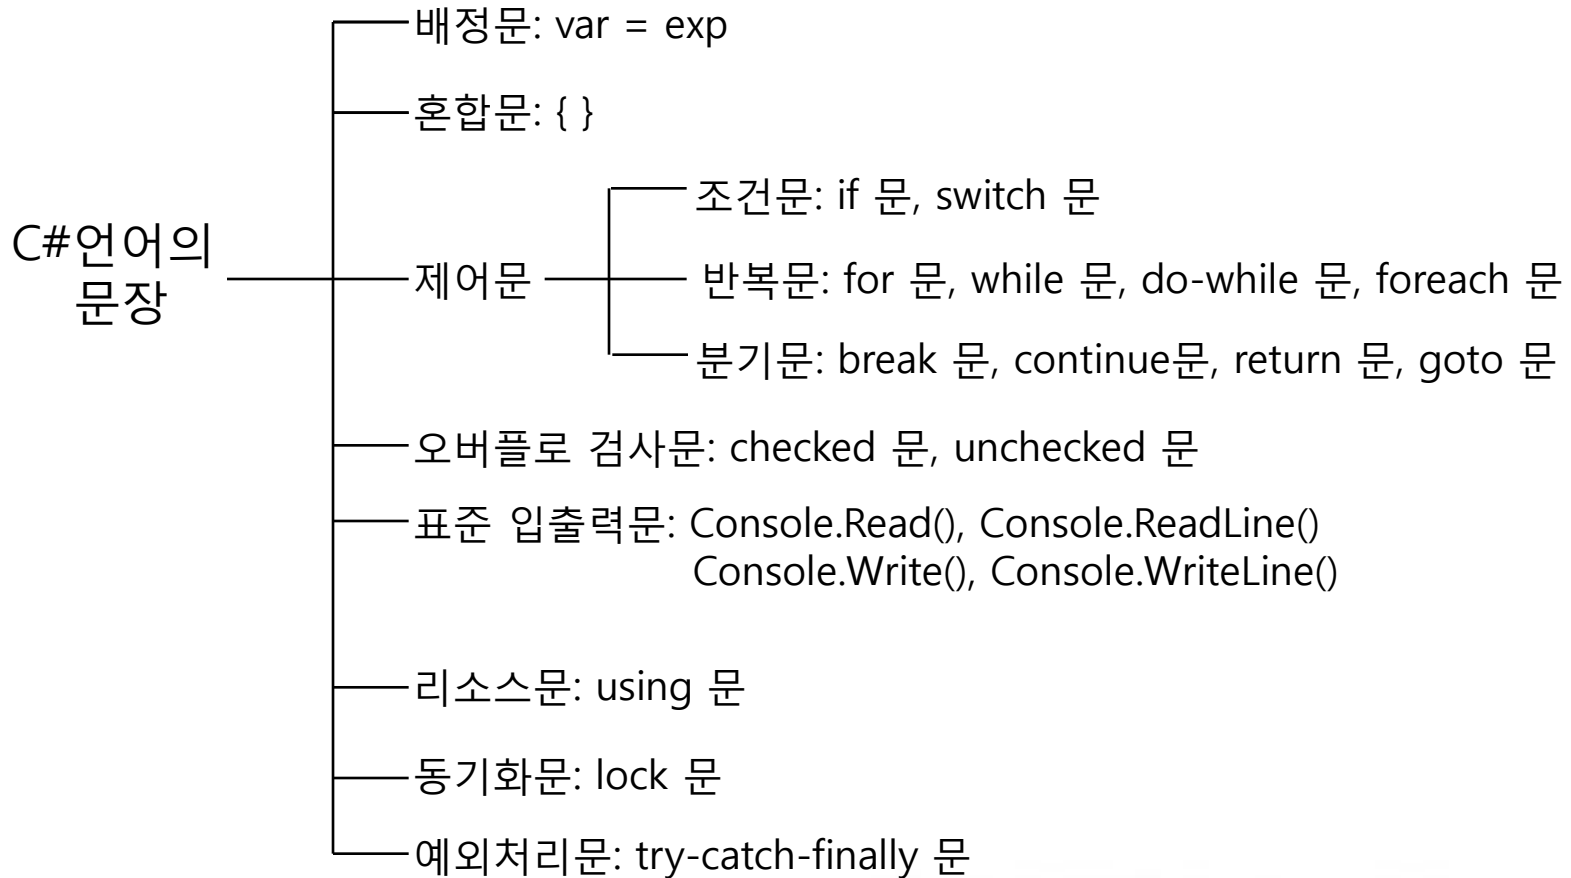 배정문: var = exp
혼합문: { }
조건문: if 문, switch 문
C#언어의
문장
제어문
반복문: for 문, while 문, do-while 문, foreach 문
분기문: break 문, continue문, return 문, goto 문
오버플로 검사문: checked 문, unchecked 문
표준 입출력문: Console.Read(), Console.ReadLine()
Console.Write(), Console.WriteLine()
리소스문: using 문
동기화문: lock 문
예외처리문: try-catch-finally 문